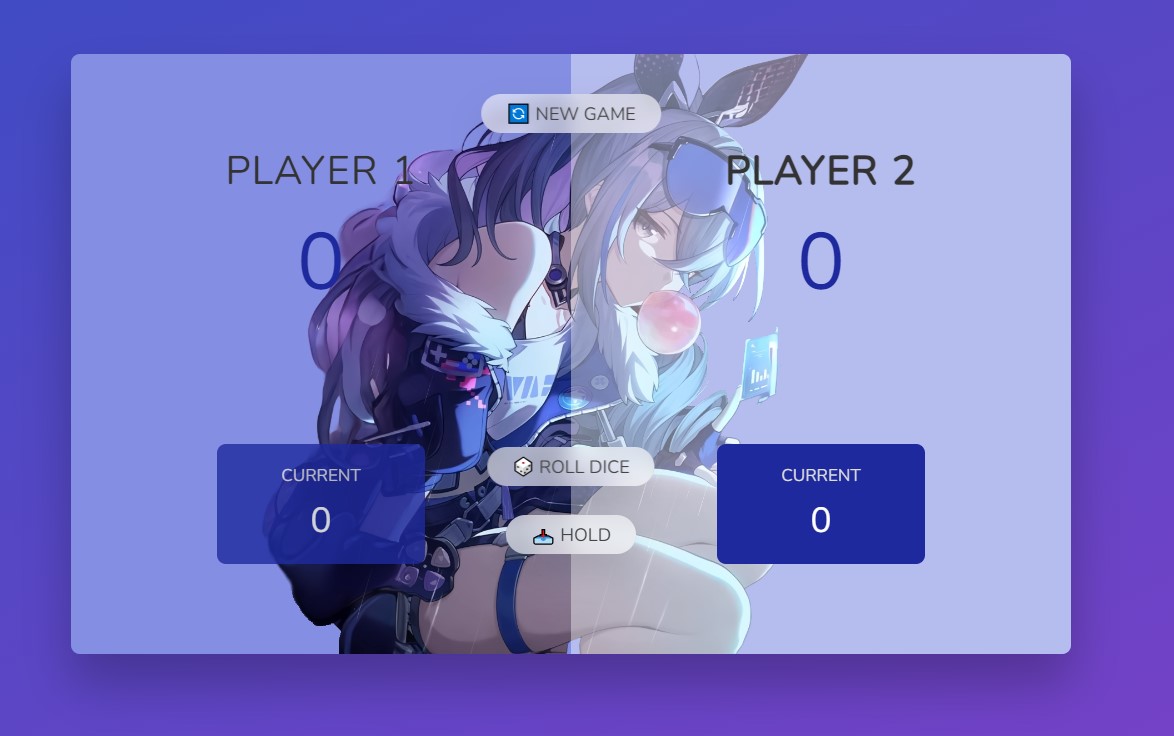 🔄 NEW GAME
PLAYER 1
0
CURRENT
0
PLAYER 2
0
CURRENT
0
🎲 ROLL DICE
📥 HOLD